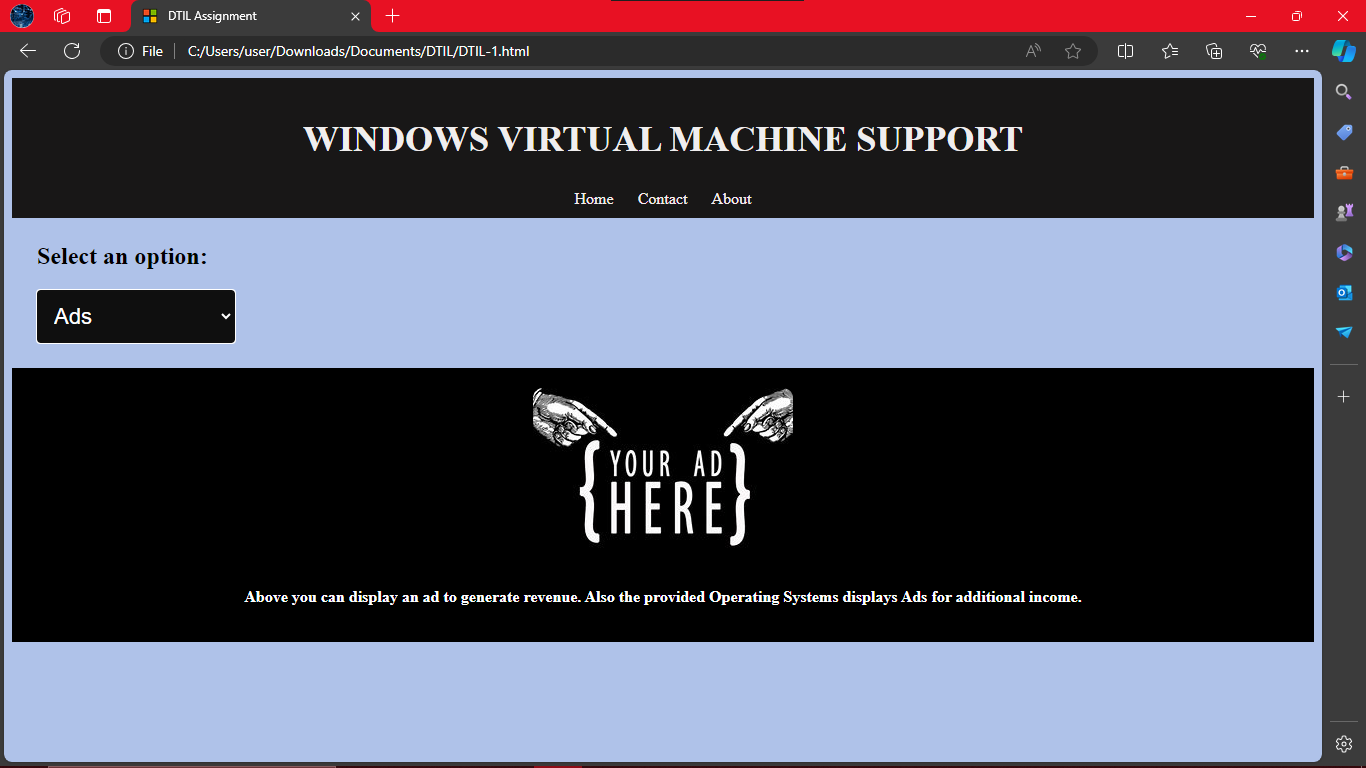 DTIL Assignment
File
C:/Users/user/Downloads/Documents/DTIL/DTIL-1.html
WINDOWS VIRTUAL MACHINE SUPPORT
Home Contact About
Select an option:
Ads
YOUR AD
HERE
Above you can display an ad to generate revenue. Also the provided Operating Systems displays Ads for additional income.